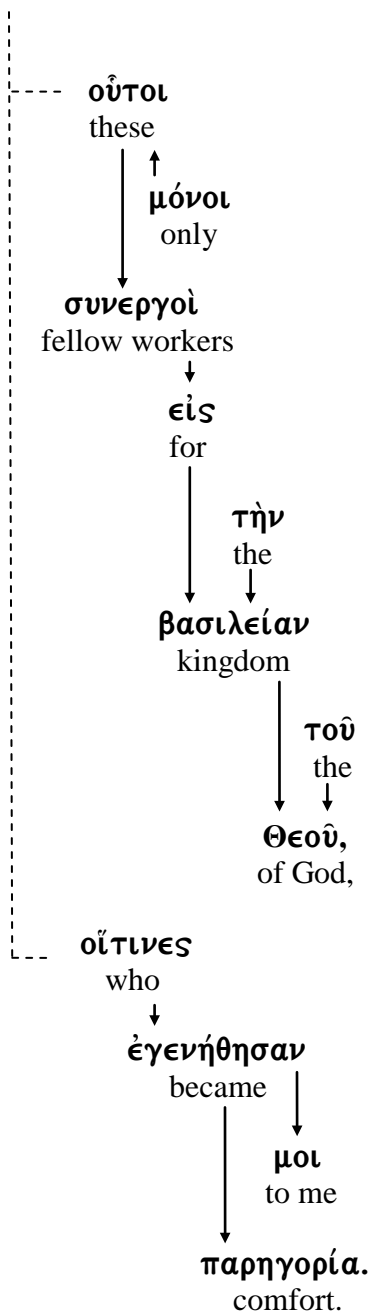 οὗτοι
these
μόνοι
only
συνεργοὶ
fellow workers
εἰς
for
τὴν
the
βασιλείαν
kingdom
τοῦ
the
Θεοῦ,
of God,
οἵτινες
who
ἐγενήθησαν
became
μοι
to me
παρηγορία.
comfort.